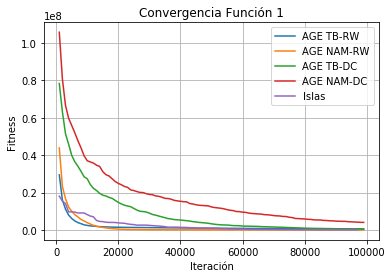 Convergencia Función 1
1e8
AGE TB-RW
AGE NAM-RW
AGE TB-DC
AGE NAM-DC
Islas
1.0
0.8
0.6
0.4
0.2
0.0
Fitness
0 20000 40000 60000 80000 100000
Iteración